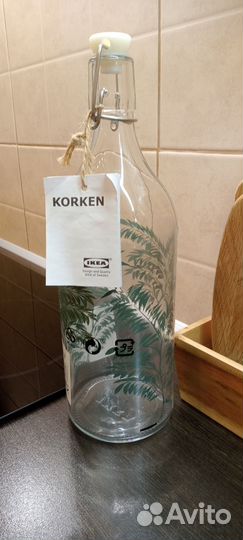 KORKEN
IKEA
Design and Quality
IKEA of Sweden
Avito